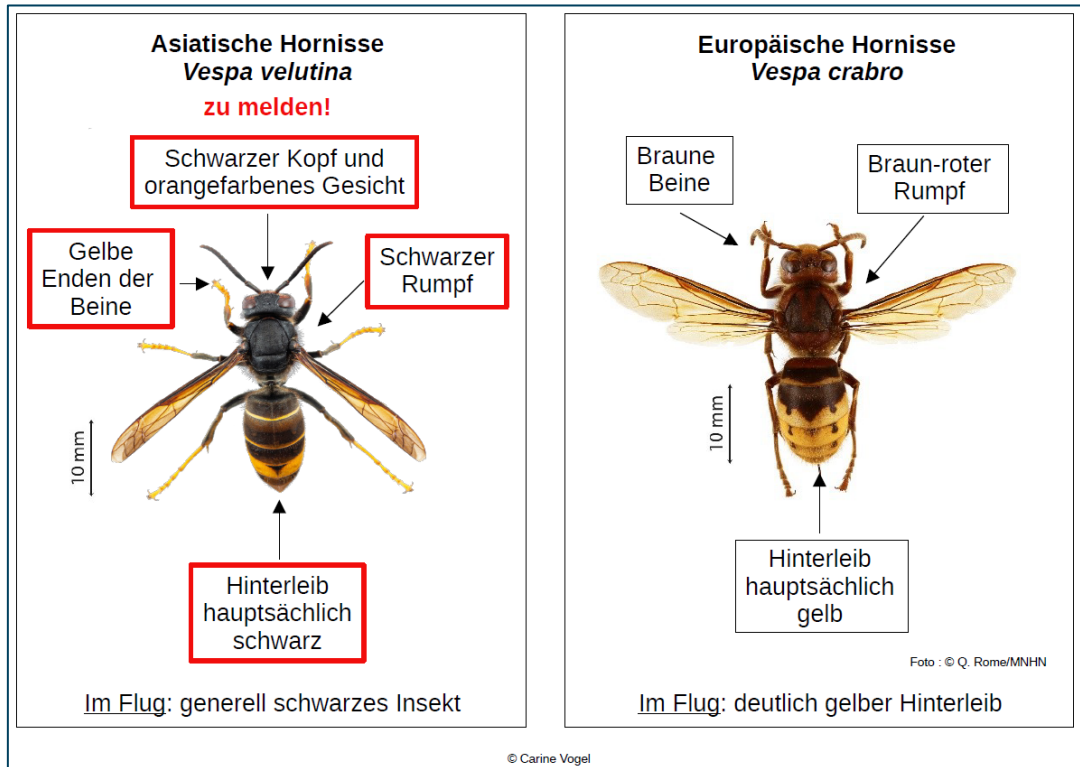 Asiatische Hornisse
Vespa velutina
zu melden!
Schwarzer Kopf und
orangefarbenes Gesicht
Gelbe
Enden der
Beine
Schwarzer
Rumpf
10 mm
Hinterleib
hauptsächlich
schwarz
Im Flug: generell schwarzes Insekt
Europäische Hornisse
Vespa crabro
Braune
Beine
Braun-roter
Rumpf
10 mm
Hinterleib
hauptsächlich
gelb
Foto : © Q. Rome/MNHN
Im Flug: deutlich gelber Hinterleib
© Carine Vogel